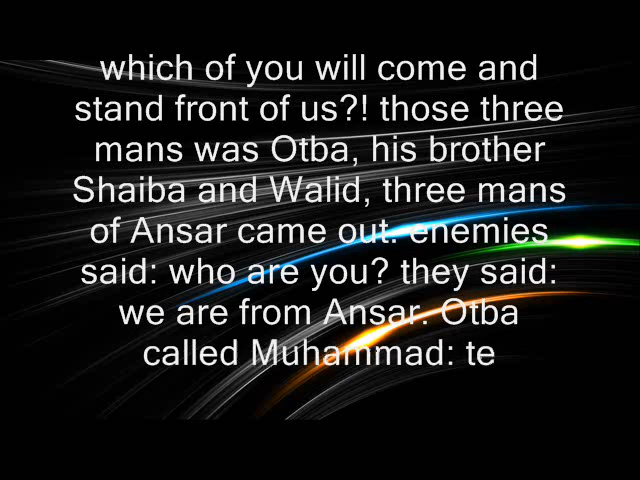 which of you will come and
stand front of us?! those three
mans was Otba, his brother
Shaiba and Walid, three mans
of Ansar came out. enemies
said: who are you? they said:
we are from Ansar. Otba
called Muhammad: te